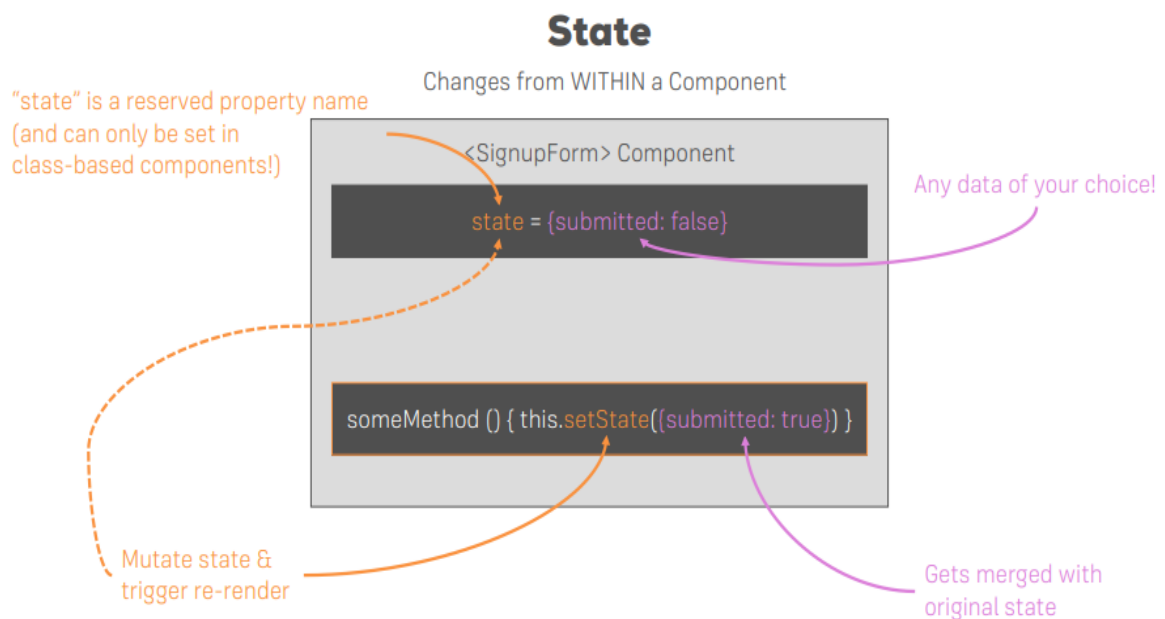 State
Changes from WITHIN a Component
"state" is a reserved property name
(and can only be set in
class-based components!)
<SignupForm> Component
Any data of your choice!
state = {submitted: false}
someMethod () { this.setState({submitted: true}) }
Mutate state &
trigger re-render
Gets merged with
original state